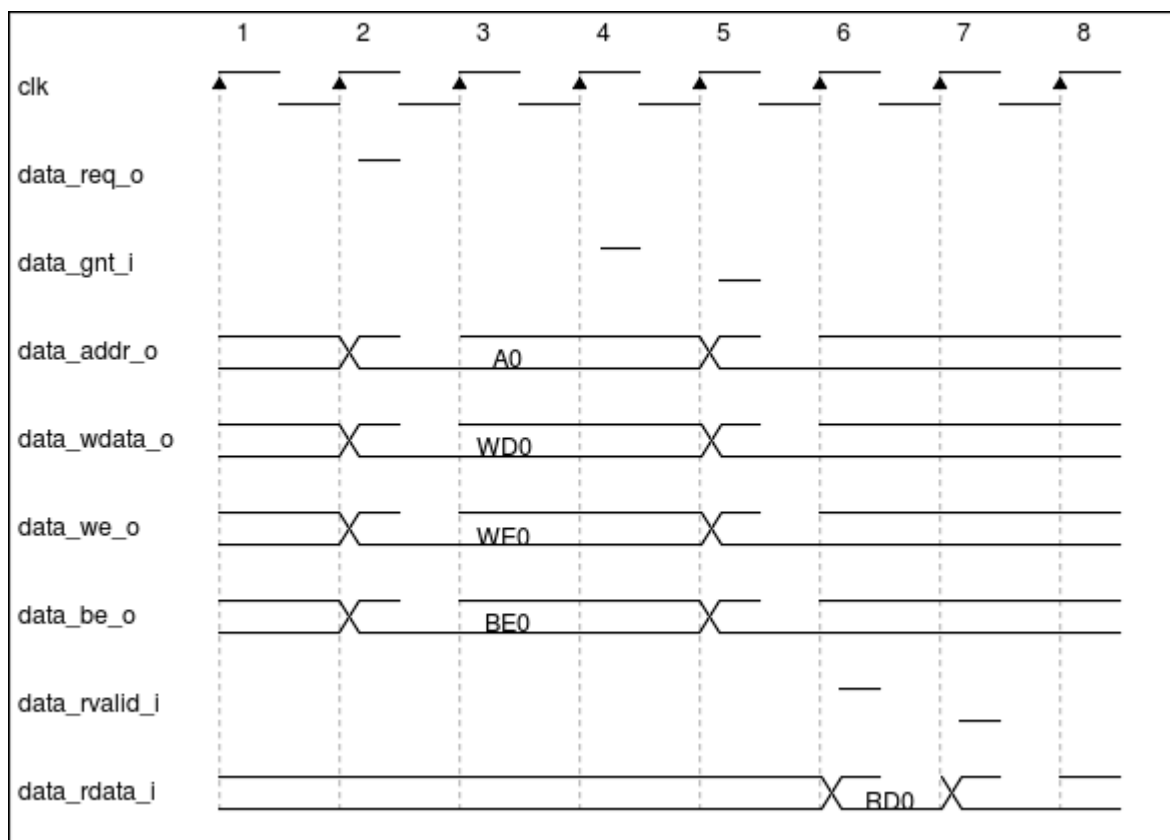 1 2 3 4 5 6 7 8
clk
data_req_o
data_gnt_i
data_addr_o A0
data_wdata_o WD0
data_we_o WE0
data_be_o BE0
data_rvalid_i
data_rdata_i RD0